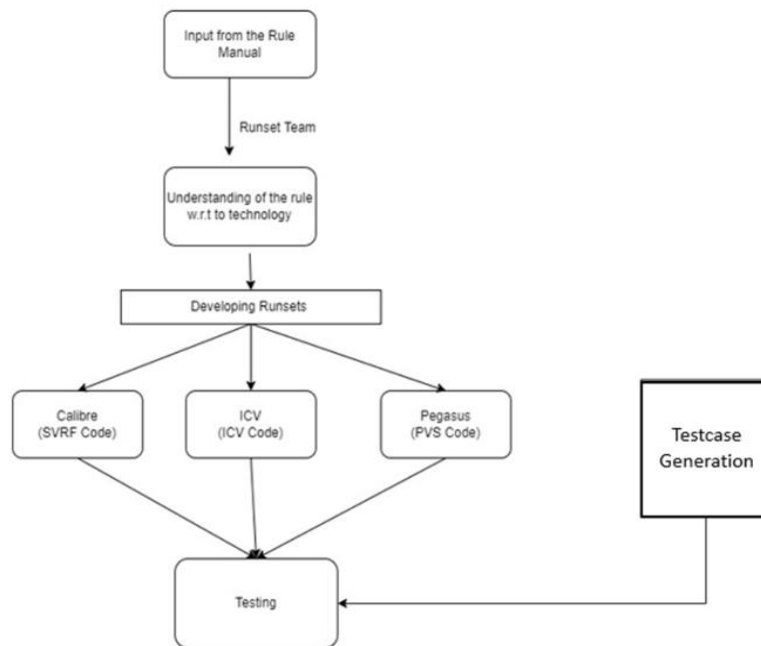 Input from the Rule
Manual
Runset Team
Understanding of the rule
w.r.t to technology
Developing Runsets
Calibre
(SVRF Code)
ICV
(ICV Code)
Pegasus
(PVS Code)
Testcase
Generation
Testing